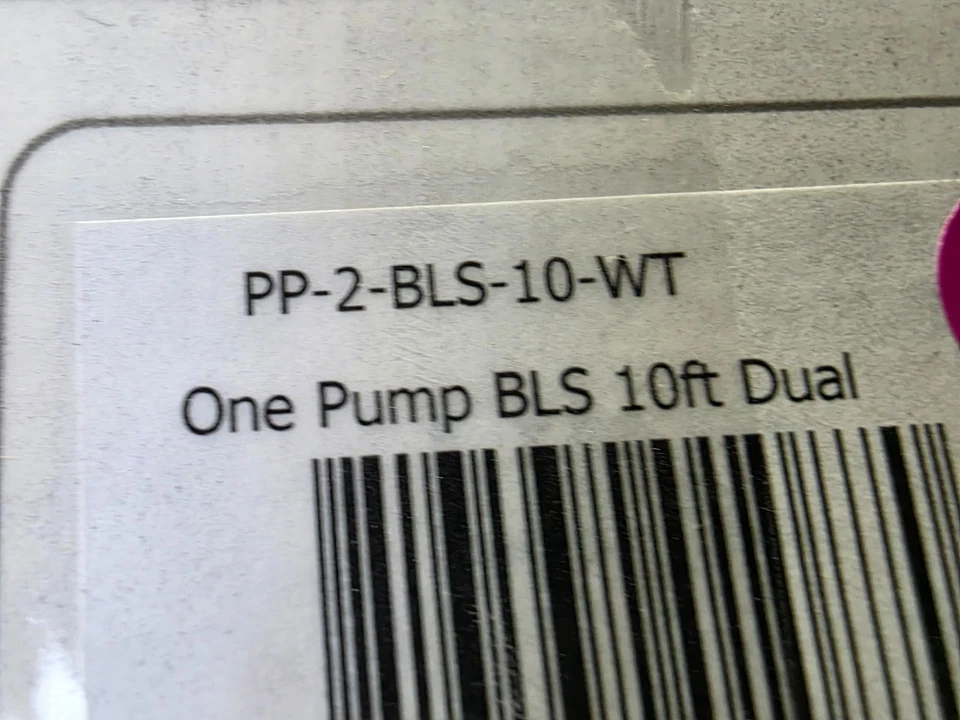 PP-2-BLS-10-WT
One Pump BLS 10ft Dual